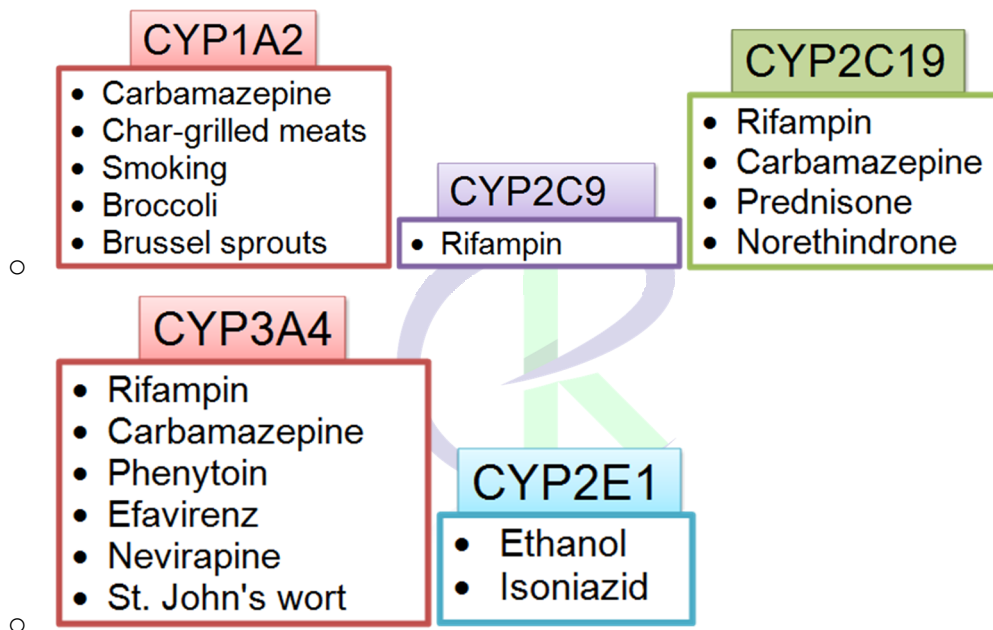 CYP1A2
• Carbamazepine
• Char-grilled meats
• Smoking
• Broccoli
• Brussel sprouts
CYP2C9
• Rifampin
CYP2C19
• Rifampin
• Carbamazepine
• Prednisone
• Norethindrone
CYP3A4
• Rifampin
• Carbamazepine
• Phenytoin
• Efavirenz
• Nevirapine
• St. John's wort
CYP2E1
• Ethanol
• Isoniazid